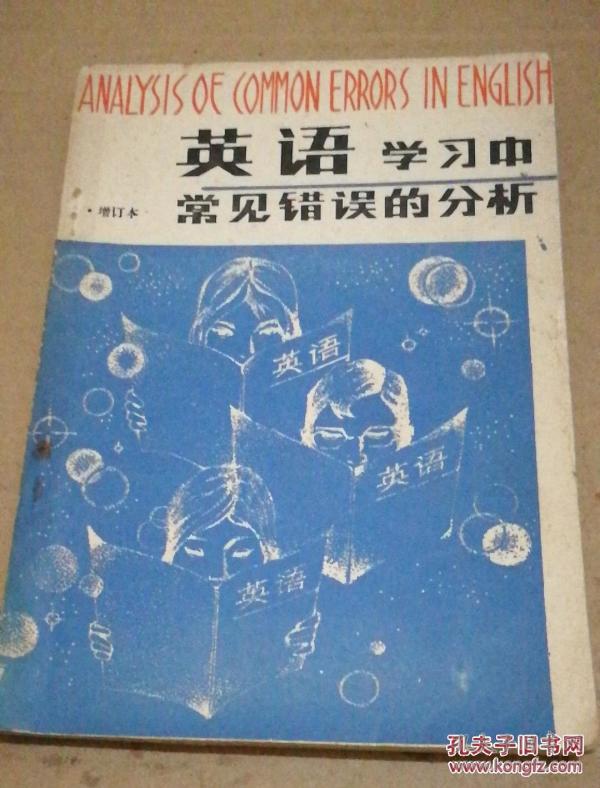 ANALYSIS OF COMMON ERRORS IN ENGLISH
英语 学习中
常见错误的分析
·增订本
英语
英语
英语
孔夫子旧书网
www.kongfz.com